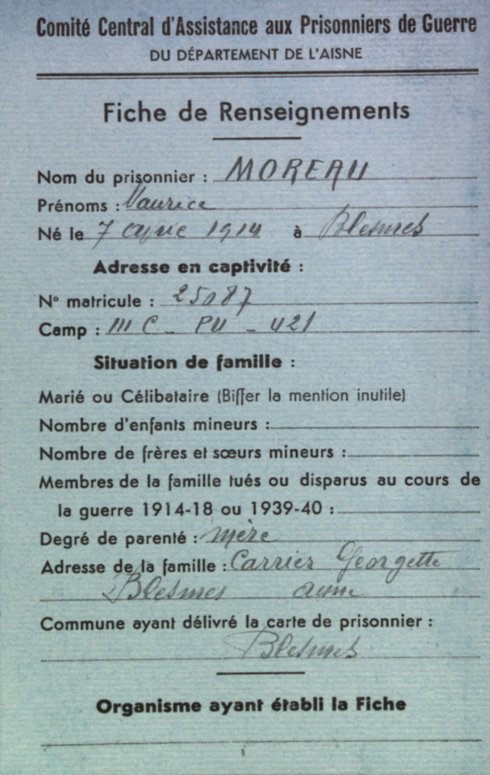 Comité Central d'Assistance aux Prisonniers de Guerre
DU DÉPARTEMENT DE L'AISNE
Fiche de Renseignements
Nom du prisonnier : MOREAU
Prénoms : Maurice
Né le 7 1914 à Blesmes
Adresse en captivité :
N° matricule : 25087
Camp : III C - PU - 421
Situation de famille :
Marié ou Célibataire (Biffer la mention inutile)
Nombre d'enfants mineurs :
Nombre de frères et sœurs mineurs :
Membres de la famille tués ou disparus au cours de
la guerre 1914-18 ou 1939-40 :
Degré de parenté : mère
Adresse de la famille : Carrier Georgette
Blesmes
Commune ayant délivré la carte de prisonnier :
Blesmes
Organisme ayant établi la Fiche